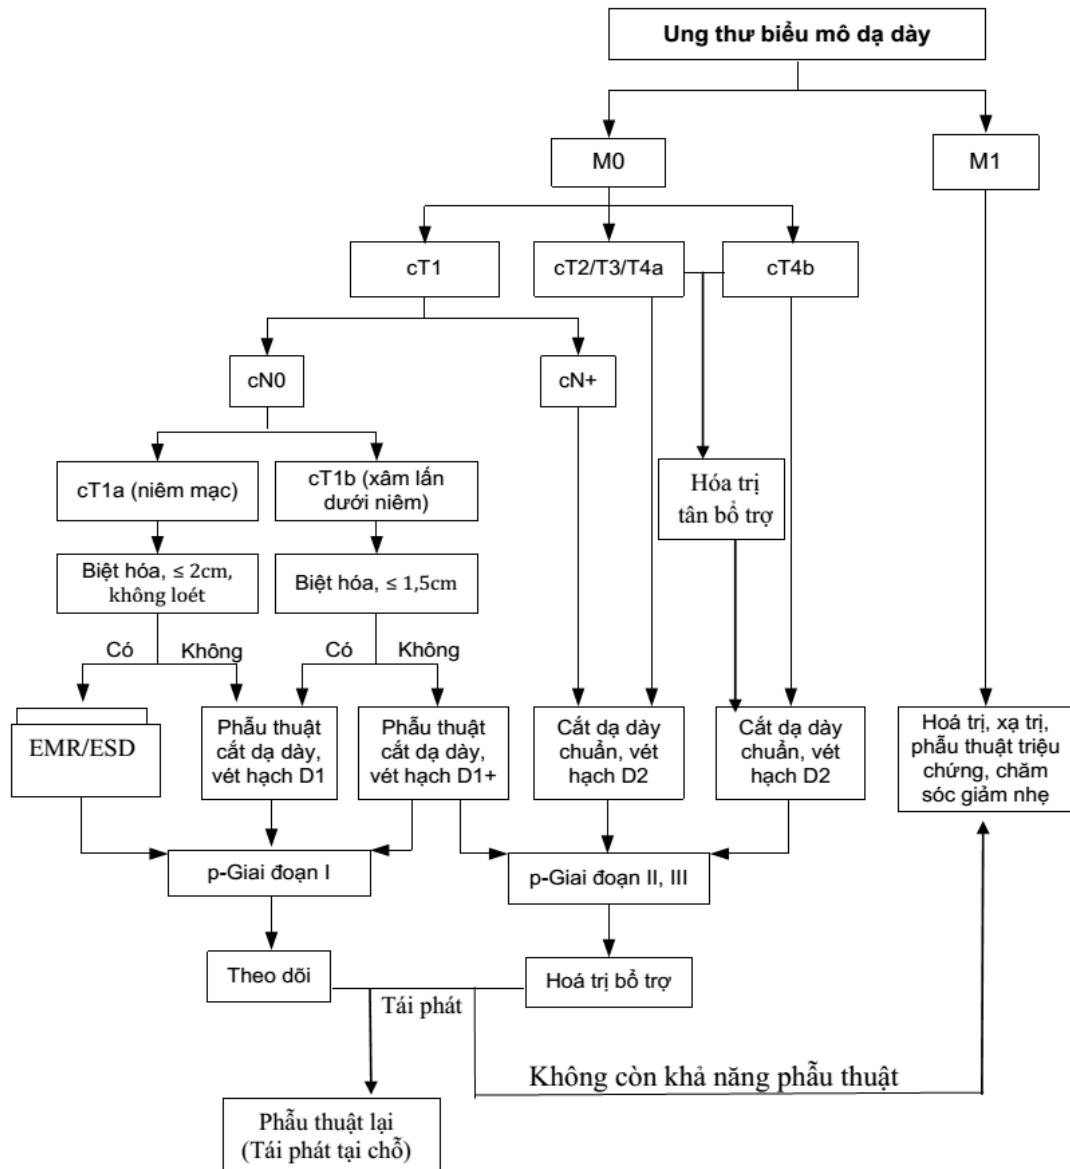 Ung thư biểu mô dạ dày
M0
M1
cT1
cT2/T3/T4a
cT4b
cN0
cN+
cT1a (niêm mạc)
cT1b (xâm lấn
dưới niêm)
Hóa trị
tân bổ trợ
Biệt hóa, ≤ 2cm,
không loét
Biệt hóa, ≤ 1,5cm
Có
Không
Có
Không
EMR/ESD
Phẫu thuật
cắt dạ dày,
vét hạch D1
Phẫu thuật
cắt dạ dày,
vét hạch D1+
Cắt dạ dày
chuẩn, vét
hạch D2
Cắt dạ dày
chuẩn, vét
hạch D2
Hoá trị, xạ trị,
phẫu thuật triệu
chứng, chăm
sóc giảm nhẹ
p-Giai đoạn I
p-Giai đoạn II, III
Theo dõi
Hoá trị bổ trợ
Tái phát
Không còn khả năng phẫu thuật
Phẫu thuật lại
(Tái phát tại chỗ)